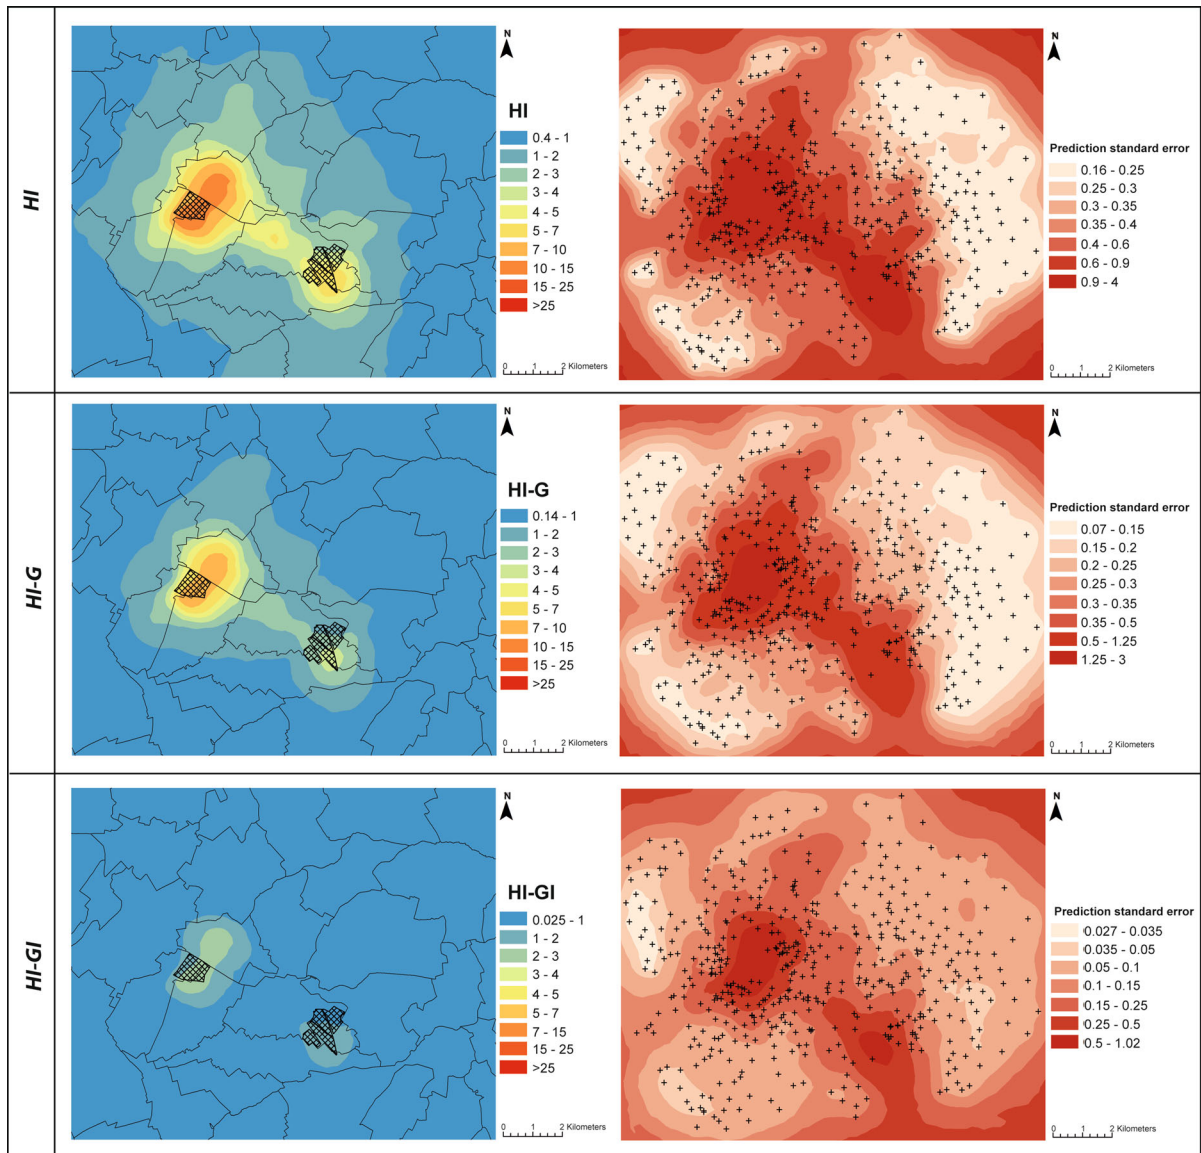 HI
N
HI
0.4 - 1
1 - 2
2 - 3
3 - 4
4 - 5
5 - 7
7 - 10
10 - 15
15 - 25
>25
0 1 2 Kilometers
N
Prediction standard error
0.16 - 0.25
0.25 - 0.3
0.3 - 0.35
0.35 - 0.4
0.4 - 0.6
0.6 - 0.9
0.9 - 4
0 1 2 Kilometers
HI-G
N
HI-G
0.14 - 1
1 - 2
2 - 3
3 - 4
4 - 5
5 - 7
7 - 10
10 - 15
15 - 25
>25
0 1 2 Kilometers
N
Prediction standard error
0.07 - 0.15
0.15 - 0.2
0.2 - 0.25
0.25 - 0.3
0.3 - 0.35
0.35 - 0.5
0.5 - 1.25
1.25 - 3
0 1 2 Kilometers
HI-GI
N
HI-GI
0.025 - 1
1 - 2
2 - 3
3 - 4
4 - 5
5 - 7
7 - 15
15 - 25
>25
0 1 2 Kilometers
N
Prediction standard error
0.027 - 0.035
0.035 - 0.05
0.05 - 0.1
0.1 - 0.15
0.15 - 0.25
0.25 - 0.5
0.5 - 1.02
0 1 2 Kilometers